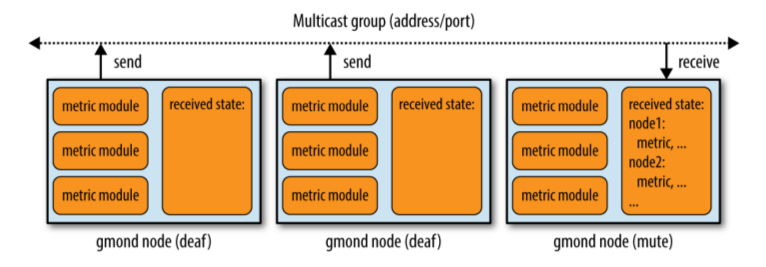 Multicast group (address/port)
send
send
receive
metric module
metric module
metric module
received state:
metric module
metric module
metric module
received state:
metric module
metric module
metric module
received state:
node1:
metric, ...
node2:
metric, ...
...
gmond node (deaf)
gmond node (deaf)
gmond node (mute)